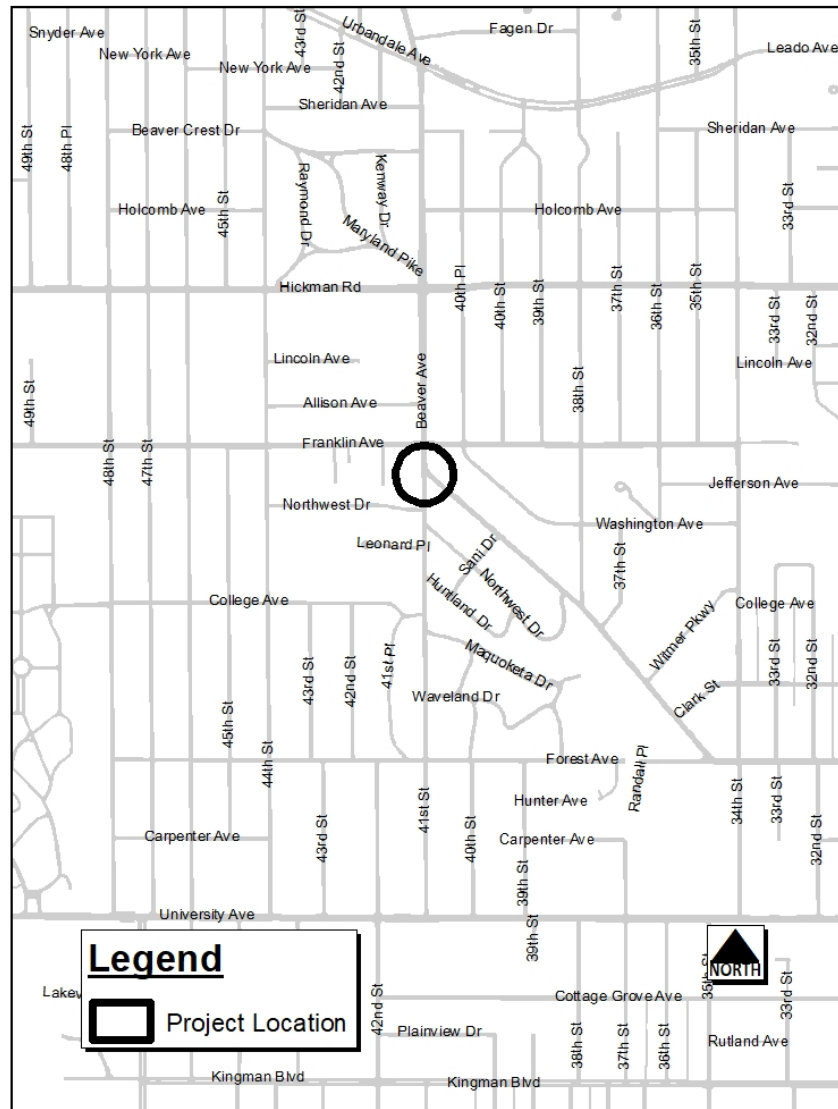 Snyder Ave
43rd St
42nd St
Urbandale Ave
Fagen Dr
35th St
Leado Ave
New York Ave
New York Ave
49th St
48th Pl
Sheridan Ave
Beaver Crest Dr
Sheridan Ave
Raymond Dr
Kenway Dr
45th St
Holcomb Ave
Maryland Pike
Holcomb Ave
33rd St
Hickman Rd
40th Pl
40th St
39th St
37th St
36th St
35th St
33rd St
32nd St
Lincoln Ave
Beaver Ave
38th St
Lincoln Ave
49th St
Allison Ave
Franklin Ave
48th St
47th St
Jefferson Ave
Northwest Dr
Washington Ave
Leonard Pl
Sani Dr
37th St
College Ave
Huntland Dr
Northwest Dr
College Ave
Witmer Pkwy
45th St
44th St
43rd St
42nd St
41st Pl
Maquoketa Dr
Waveland Dr
Clark St
33rd St
32nd St
Forest Ave
Randall Pl
Hunter Ave
41st St
40th St
34th St
33rd St
32nd St
Carpenter Ave
43rd St
Carpenter Ave
39th St
University Ave
39th St
Legend
Project Location
NORTH
35th St
33rd St
42nd St
Cottage Grove Ave
Plainview Dr
38th St
37th St
36th St
Rutland Ave
Kingman Blvd
Kingman Blvd